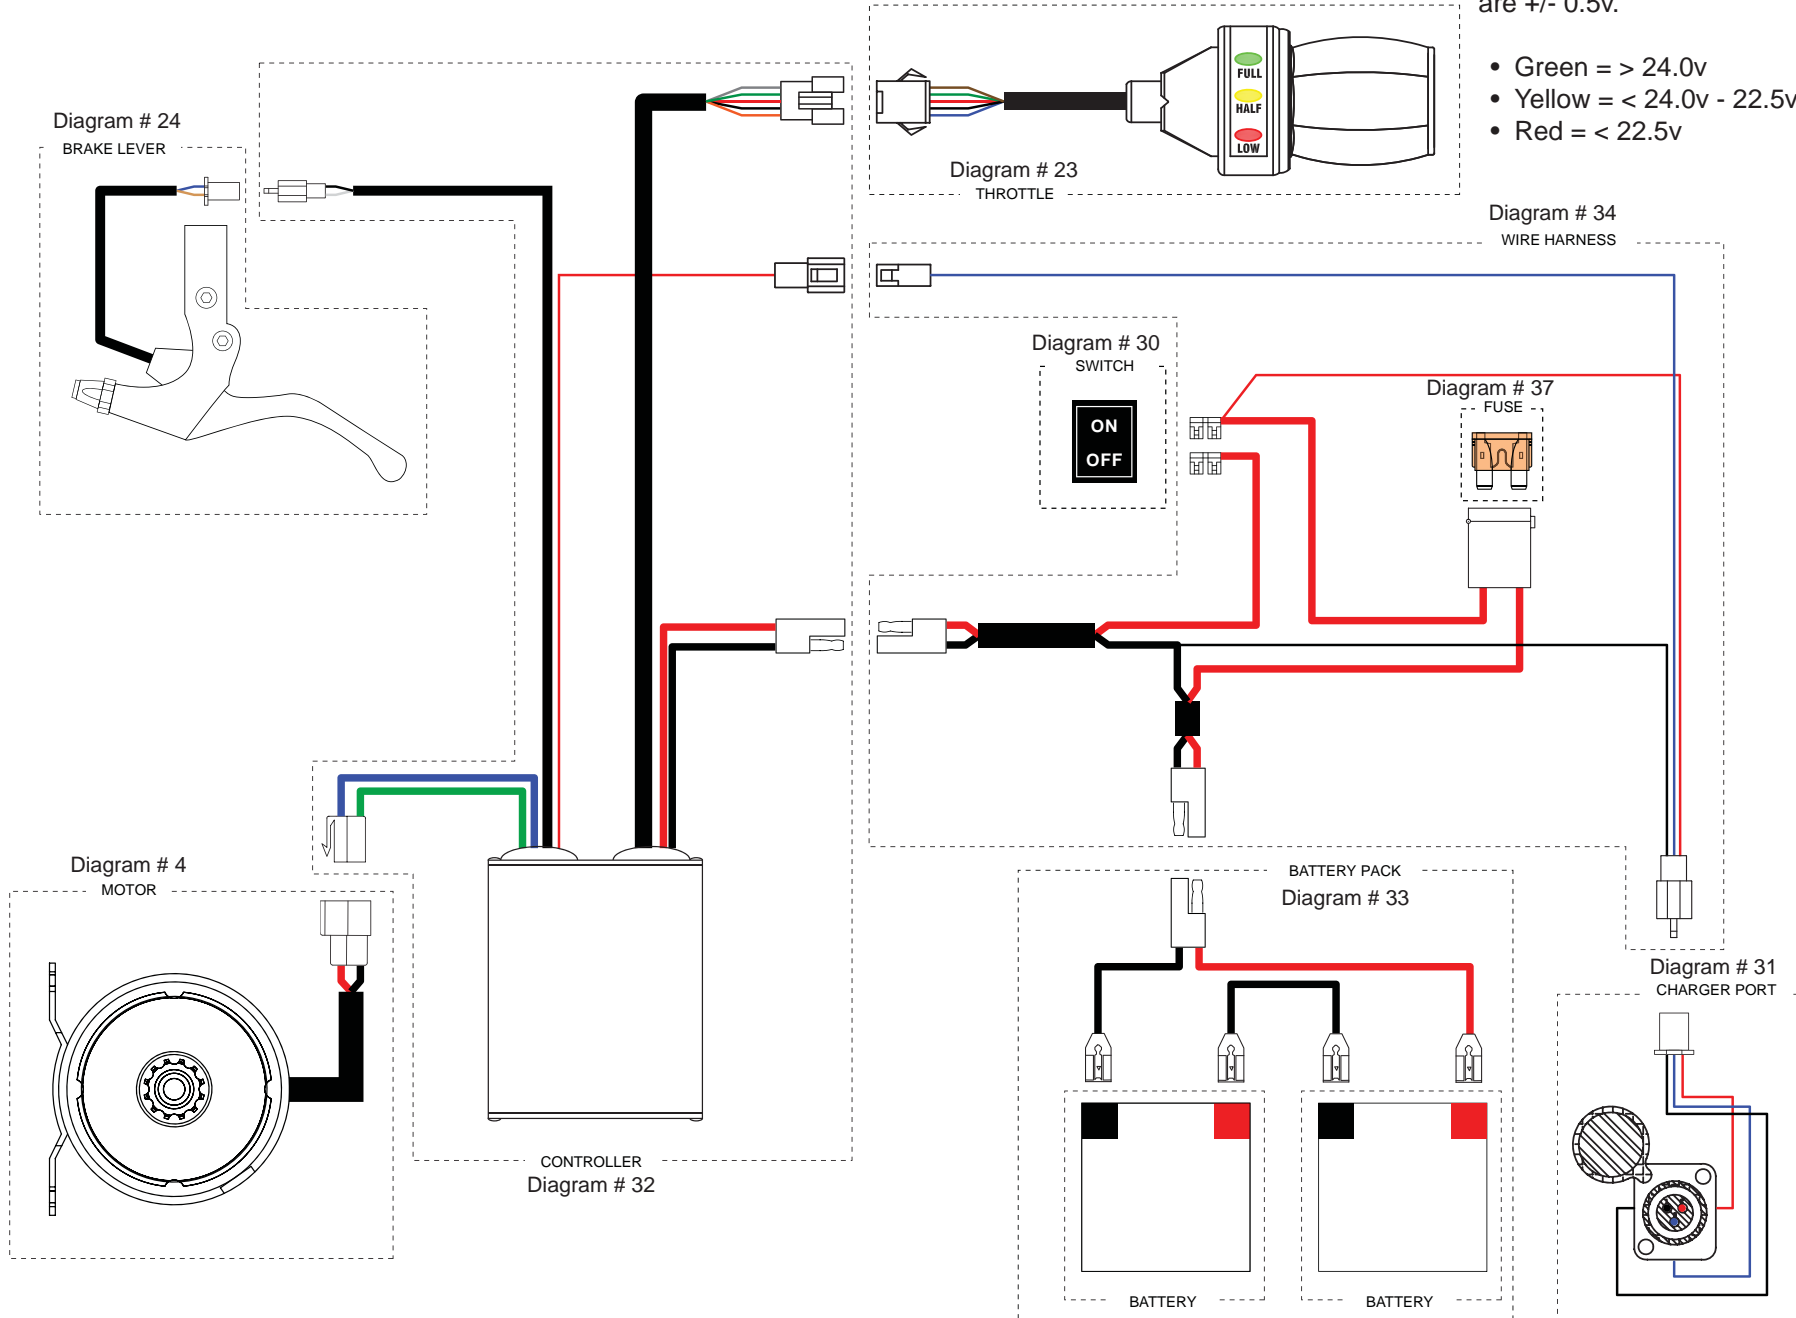 are +/- 0.5v.
• Green = > 24.0v
• Yellow = < 24.0v - 22.5v
• Red = < 22.5v
FULL
HALF
LOW
Diagram # 23
THROTTLE
Diagram # 24
BRAKE LEVER
Diagram # 34
WIRE HARNESS
Diagram # 30
SWITCH
ON
OFF
Diagram # 37
FUSE
Diagram # 4
MOTOR
BATTERY PACK
Diagram # 33
Diagram # 31
CHARGER PORT
CONTROLLER
Diagram # 32
BATTERY
BATTERY